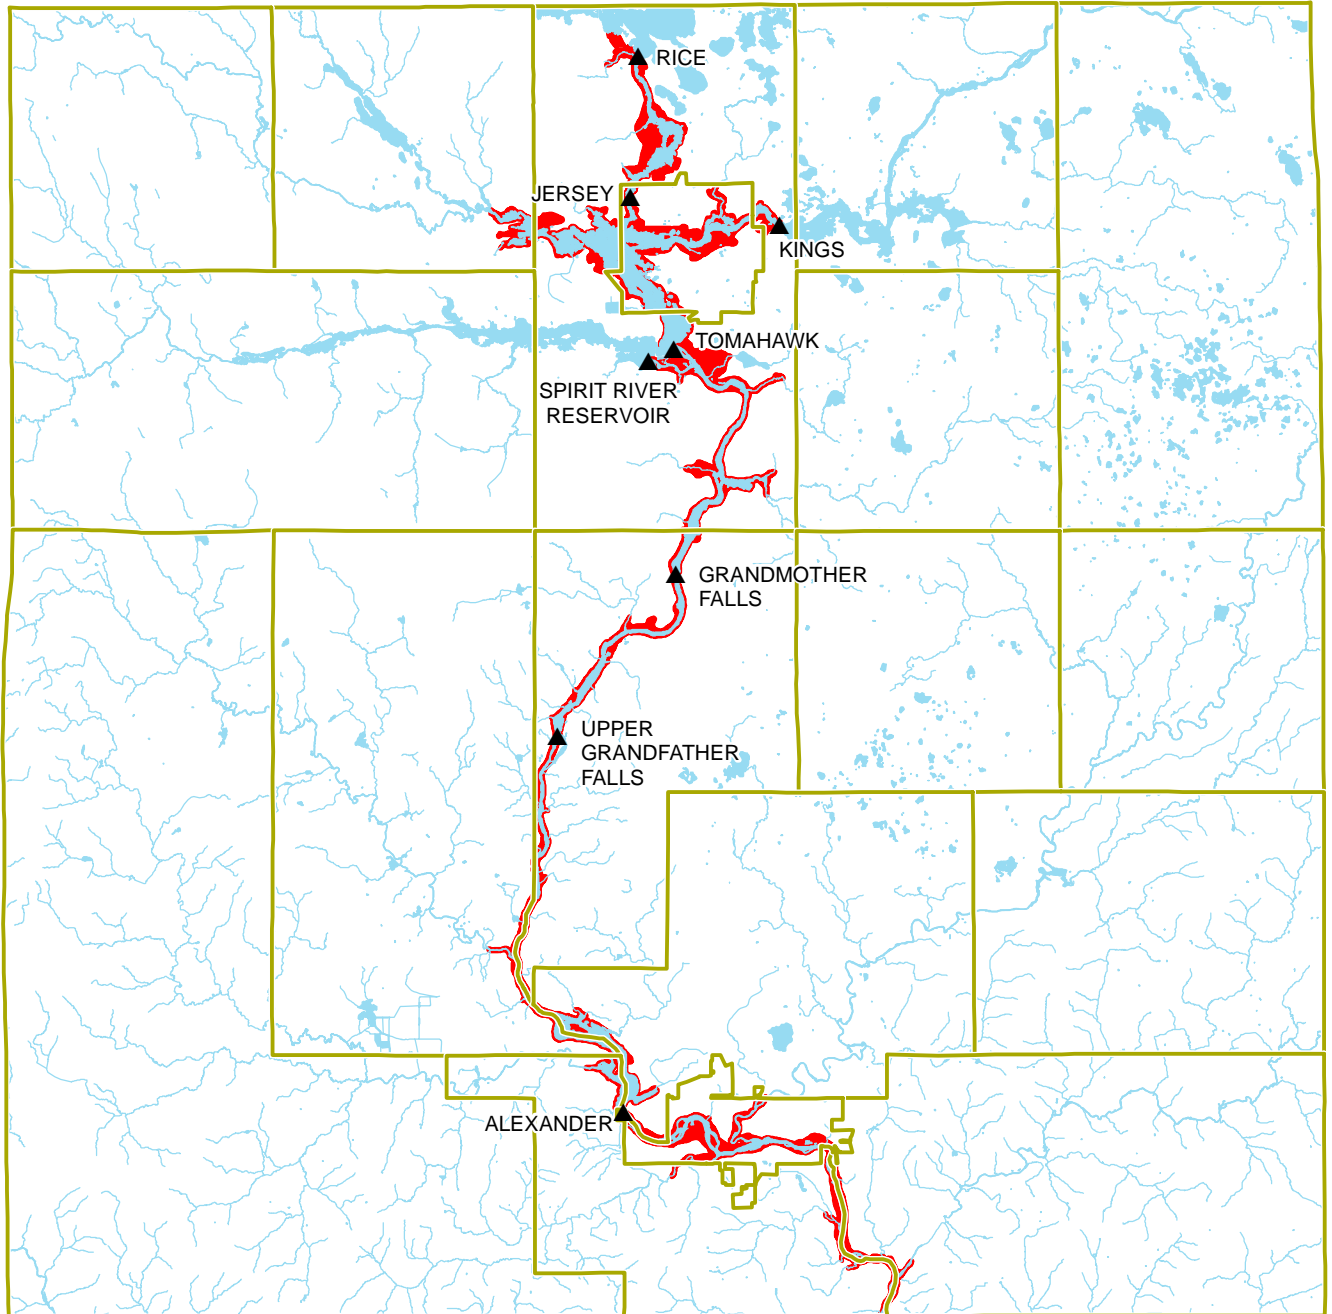 RICE
JERSEY
KINGS
TOMAHAWK
SPIRIT RIVER
RESERVOIR
GRANDMOTHER
FALLS
UPPER
GRANDFATHER
FALLS
ALEXANDER